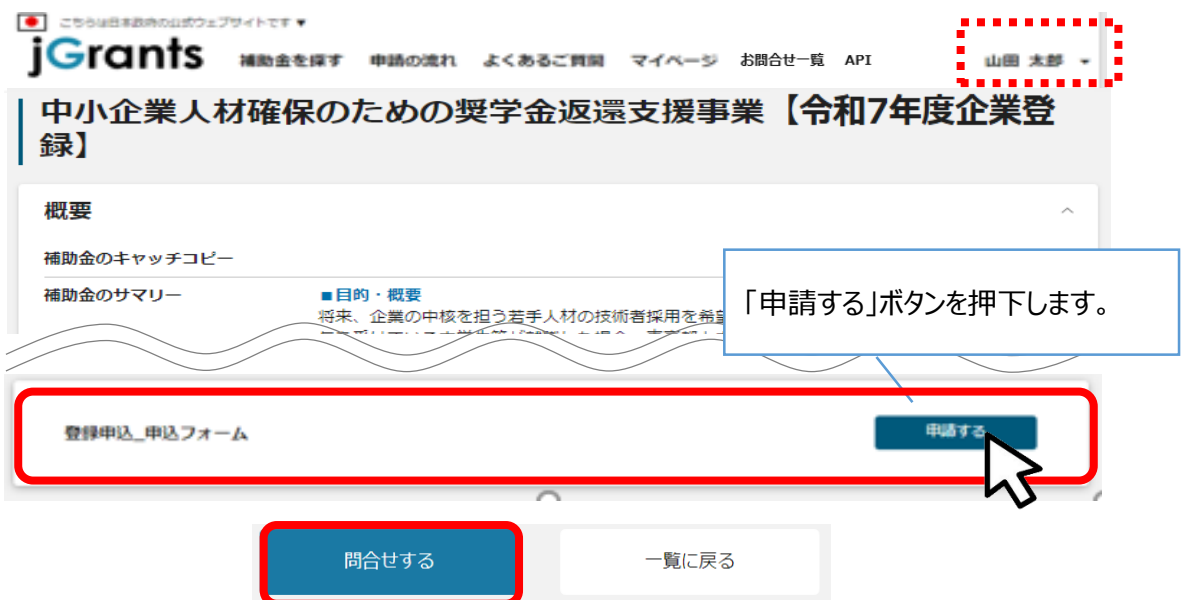 こちらは日本政府の公式ウェブサイトです ▼
jGrants 補助金を探す 申請の流れ よくあるご質問 マイページ お問合せ一覧 API 山田 太郎
中小企業人材確保のための奨学金返還支援事業【令和7年度企業登
録】
概要
補助金のキャッチコピー
補助金のサマリー ■目的・概要
将来、企業の中核を担う若手人材の技術者採用を希望
「申請する」ボタンを押下します。
登録申込_申込フォーム 申請する
問合せする 一覧に戻る